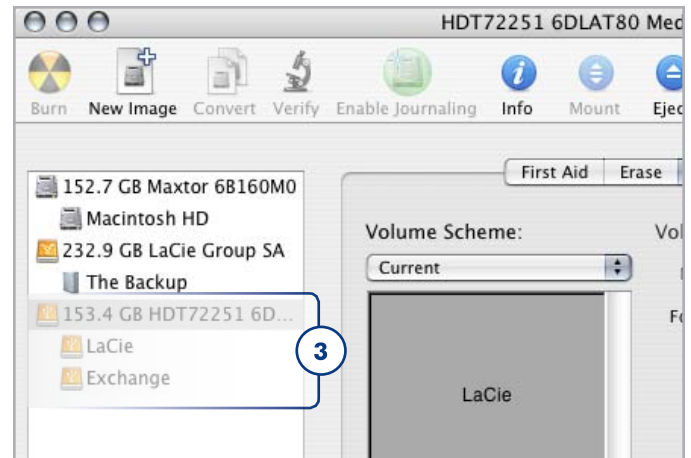 HDT72251 6DLAT80 Med
Burn New Image Convert Verify Enable Journaling Info Mount Ejec
First Aid Erase
152.7 GB Maxtor 6B160M0
Macintosh HD
232.9 GB LaCie Group SA
The Backup
153.4 GB HDT72251 6D...
LaCie
Exchange
3
Volume Scheme:
Current
LaCie
Vol
Fo